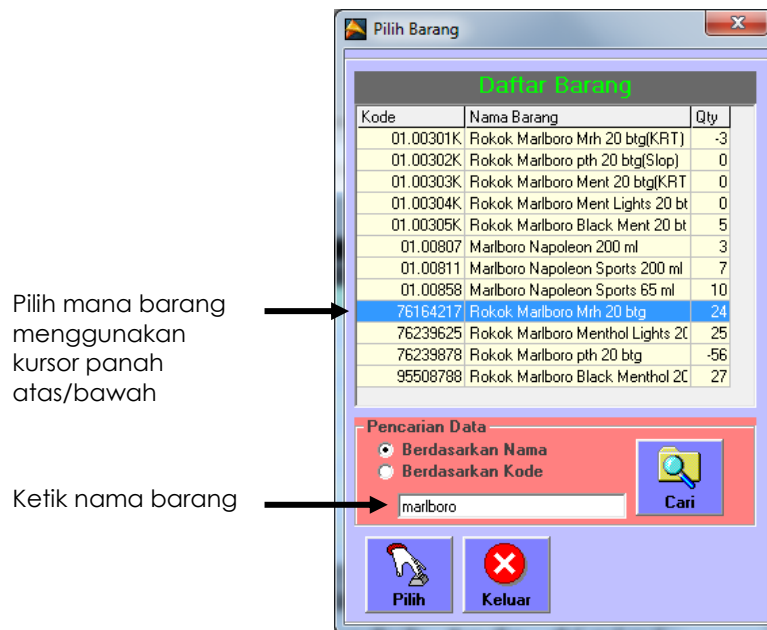 Pilih Barang
Daftar Barang
Kode Nama Barang Qty
01.00301K Rokok Marlboro Mrh 20 btg(KRT) -3
01.00302K Rokok Marlboro pth 20 btg(Slop) 0
01.00303K Rokok Marlboro Ment 20 btg(KRT 0
01.00304K Rokok Marlboro Ment Lights 20 bt 0
01.00305K Rokok Marlboro Black Ment 20 bt 5
01.00807 Marlboro Napoleon 200 ml 3
01.00811 Marlboro Napoleon Sports 200 ml 7
01.00858 Marlboro Napoleon Sports 65 ml 10
76164217 Rokok Marlboro Mrh 20 btg 24
76239625 Rokok Marlboro Menthol Lights 20 25
76239878 Rokok Marlboro pth 20 btg -56
95508788 Rokok Marlboro Black Menthol 20 27
Pilih mana barang
menggunakan
kursor panah
atas/bawah
Pencarian Data
Berdasarkan Nama
Berdasarkan Kode
Ketik nama barang
marlboro
Cari
Pilih
Keluar